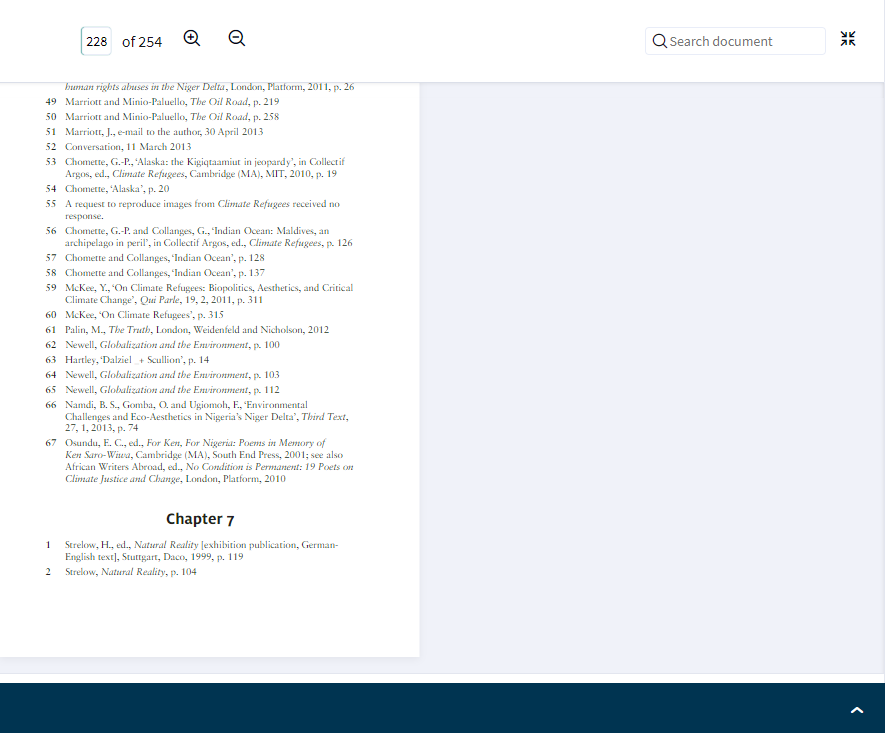 228 of 254
Search document
human rights abuses in the Niger Delta, London, Platform, 2011, p. 26
49 Marriott and Minio-Paluello, The Oil Road, p. 219
50 Marriott and Minio-Paluello, The Oil Road, p. 258
51 Marriott, J., e-mail to the author, 30 April 2013
52 Conversation, 11 March 2013
53 Chomette, G.-P., ‘Alaska: the Kigiqtaamiut in jeopardy’, in Collectif
Argos, ed., Climate Refugees, Cambridge (MA), MIT, 2010, p. 19
54 Chomette, ‘Alaska’, p. 20
55 A request to reproduce images from Climate Refugees received no
response.
56 Chomette, G.-P. and Collanges, G., ‘Indian Ocean: Maldives, an
archipelago in peril’, in Collectif Argos, ed., Climate Refugees, p. 126
57 Chomette and Collanges, ‘Indian Ocean’, p. 128
58 Chomette and Collanges, ‘Indian Ocean’, p. 137
59 McKee, Y., ‘On Climate Refugees: Biopolitics, Aesthetics, and Critical
Climate Change’, Qui Parle, 19, 2, 2011, p. 311
60 McKee, ‘On Climate Refugees’, p. 315
61 Palin, M., The Truth, London, Weidenfeld and Nicholson, 2012
62 Newell, Globalization and the Environment, p. 100
63 Hartley, ‘Dalziel _+ Scullion’, p. 14
64 Newell, Globalization and the Environment, p. 103
65 Newell, Globalization and the Environment, p. 112
66 Namdi, B. S., Gomba, O. and Ugiomoh, F., ‘Environmental
Challenges and Eco-Aesthetics in Nigeria’s Niger Delta’, Third Text,
27, 1, 2013, p. 74
67 Osundu, E. C., ed., For Ken, For Nigeria: Poems in Memory of
Ken Saro-Wiwa, Cambridge (MA), South End Press, 2001; see also
African Writers Abroad, ed., No Condition is Permanent: 19 Poets on
Climate Justice and Change, London, Platform, 2010
Chapter 7
1 Strelow, H., ed., Natural Reality [exhibition publication, German-
English text], Stuttgart, Daco, 1999, p. 119
2 Strelow, Natural Reality, p. 104